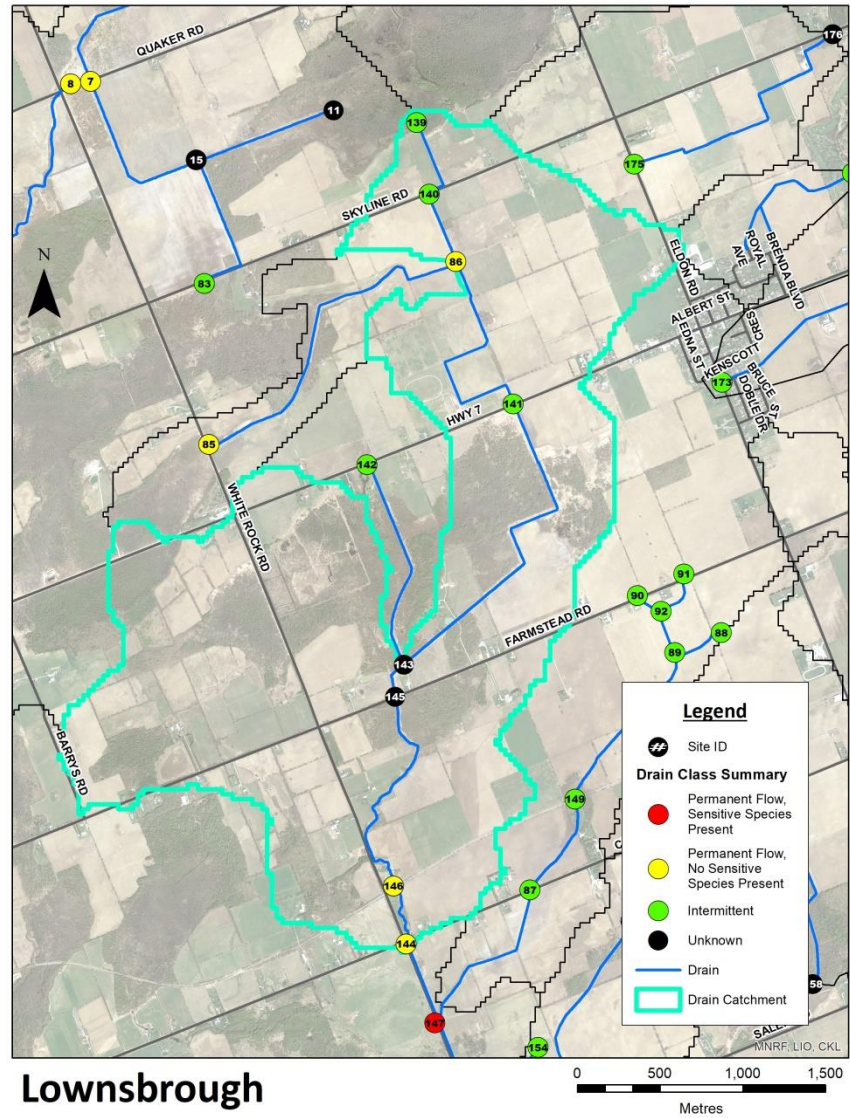 QUAKER RD
176
8
7
11
139
15
175
140
SKYLINE RD
N
86
83
ELDON RD
ROYAL
AVE
BRENDA BLVD
ALBERT ST
EDNA ST
CRES
KENSCOTT
173
BRUCE ST
DOBLE DR
141
HWY 7
85
142
WHITE ROCK RD
91
90
92
FARMSTEAD RD
88
89
143
145
BARRYS RD
149
146
87
C
144
58
147
154
SALE
Legend
# Site ID
Drain Class Summary
Permanent Flow,
Sensitive Species
Present
Permanent Flow,
No Sensitive
Species Present
Intermittent
Unknown
Drain
Drain Catchment
MNRF, LIO, CKL
Lownsbrough
0 500 1,000 1,500
Metres